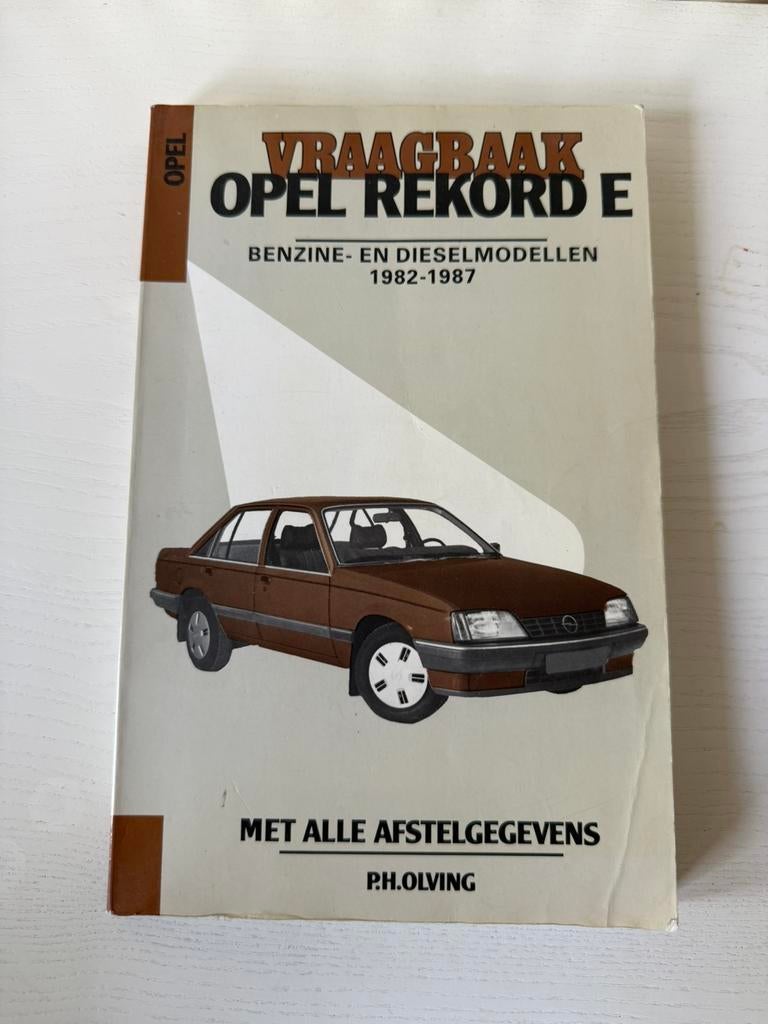 OPEL
VRAAGBAAK
OPEL REKORD E
BENZINE- EN DIESELMODELLEN
1982-1987
MET ALLE AFSTELGEGEVENS
P.H.OLVING